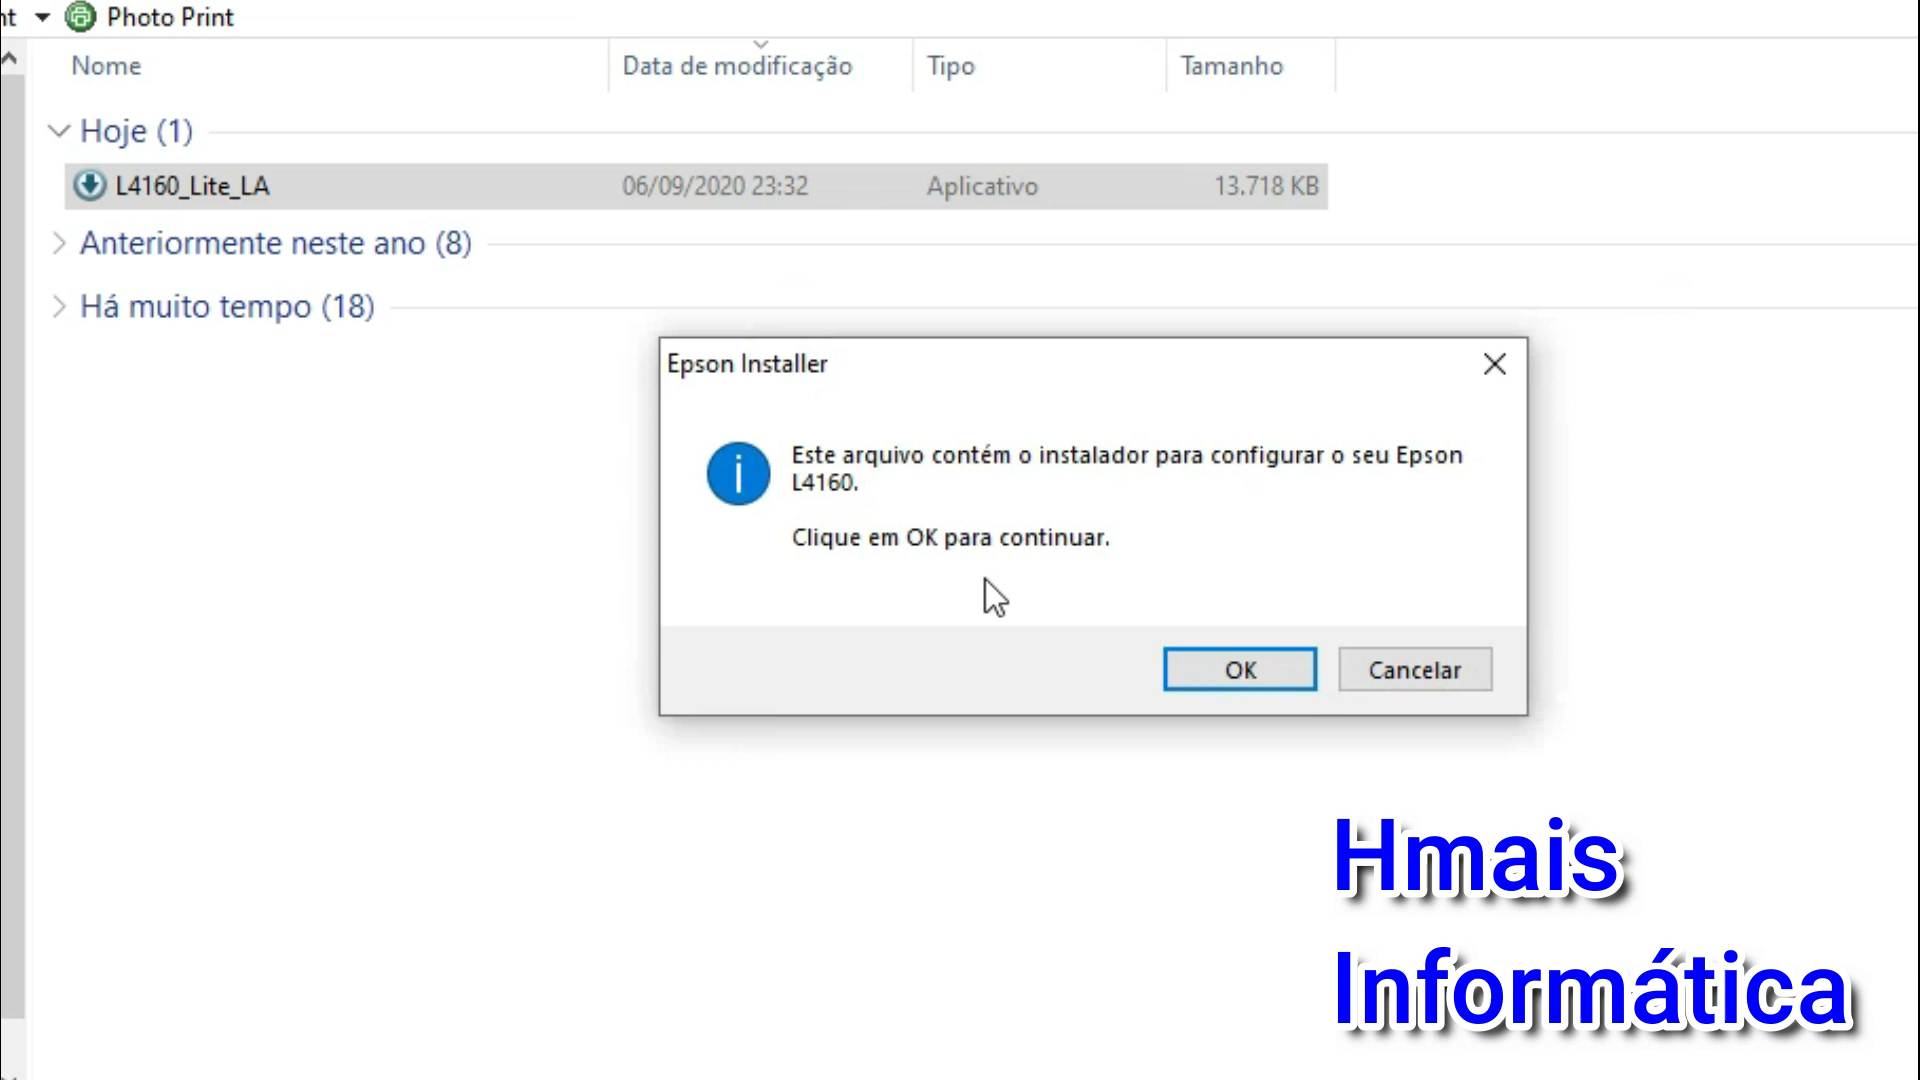 nt Photo Print
Nome Data de modificação Tipo Tamanho
Hoje (1)
L4160_Lite_LA 06/09/2020 23:32 Aplicativo 13.718 KB
Anteriormente neste ano (8)
Há muito tempo (18)
Epson Installer
Este arquivo contém o instalador para configurar o seu Epson
L4160.
Clique em OK para continuar.
OK Cancelar
Hmais
Informática